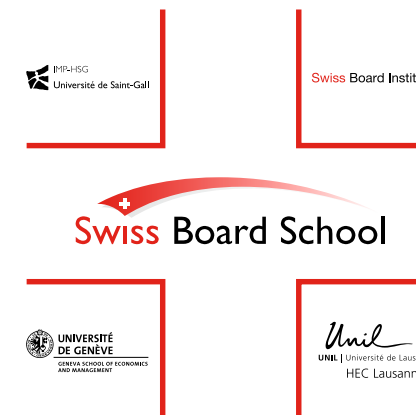 IMP-HSG
Université de Saint-Gall
Swiss Board Instit
Swiss Board School
UNIVERSITÉ
DE GENÈVE
GENEVA SCHOOL OF ECONOMICS
AND MANAGEMENT
Unil
UNIL | Université de Laus
HEC Lausann